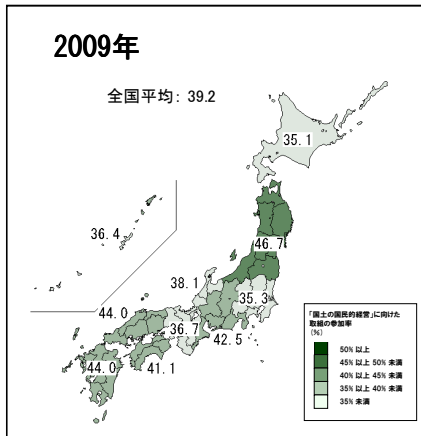 2009年
全国平均: 39.2
35.1
36.4
46.7
38.1
35.3
44.0
36.7
42.5
44.0
41.1
「国土の国民的経営」に向けた
取組の参加率
(%)
50% 以上
45% 以上 50% 未満
40% 以上 45% 未満
35% 以上 40% 未満
35% 未満